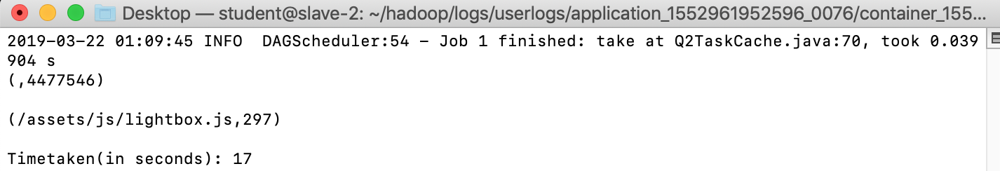 Desktop — student@slave-2: ~/hadoop/logs/userlogs/application_1552961952596_0076/container_155...
2019-03-22 01:09:45 INFO  DAGScheduler:54 - Job 1 finished: take at Q2TaskCache.java:70, took 0.039
904 s
(,4477546)
(/assets/js/lightbox.js,297)
Timetaken(in seconds): 17